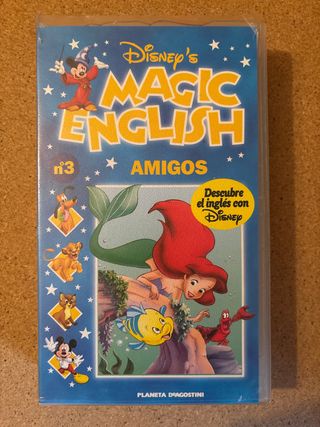 Disney's
MAGIC
ENGLISH
nº3
AMIGOS
Descubre
el inglés con
Disney
PLANETA DEAGOSTINI